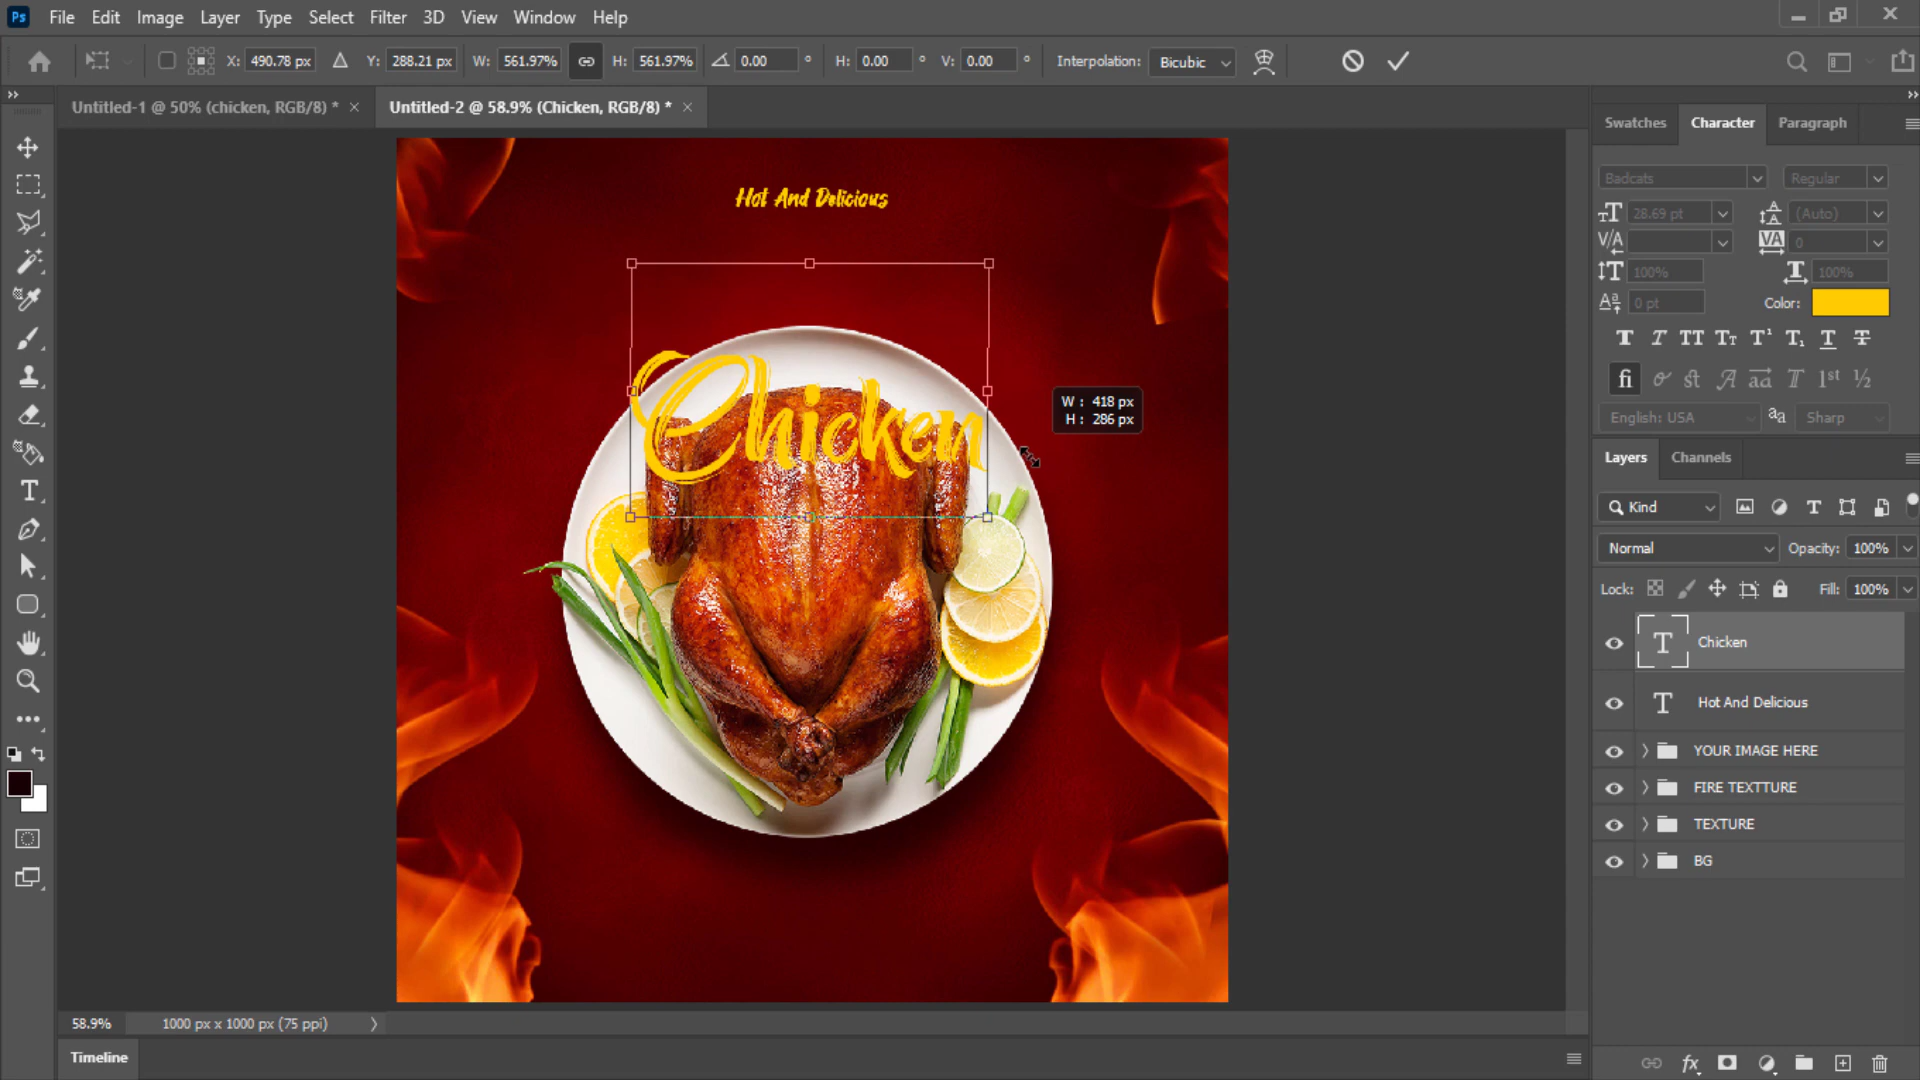 Ps File Edit Image Layer Type Select Filter 3D View Window Help
X: 490.78 px Y: 288.21 px W: 561.97% H: 561.97% 0.00 ° H: 0.00 ° V: 0.00 ° Interpolation: Bicubic
Untitled-1 @ 50% (chicken, RGB/8) * × Untitled-2 @ 58.9% (Chicken, RGB/8) * ×
Swatches Character Paragraph
Badcats Regular
28.69 pt (Auto)
0
100% 100%
0 pt Color:
English: USA Sharp
Hot And Delicious
Chicken
W : 418 px
H : 286 px
Layers Channels
Kind
Normal Opacity: 100%
Lock: Fill: 100%
Chicken
Hot And Delicious
YOUR IMAGE HERE
FIRE TEXTTURE
TEXTURE
BG
58.9% 1000 px x 1000 px (75 ppi)
Timeline